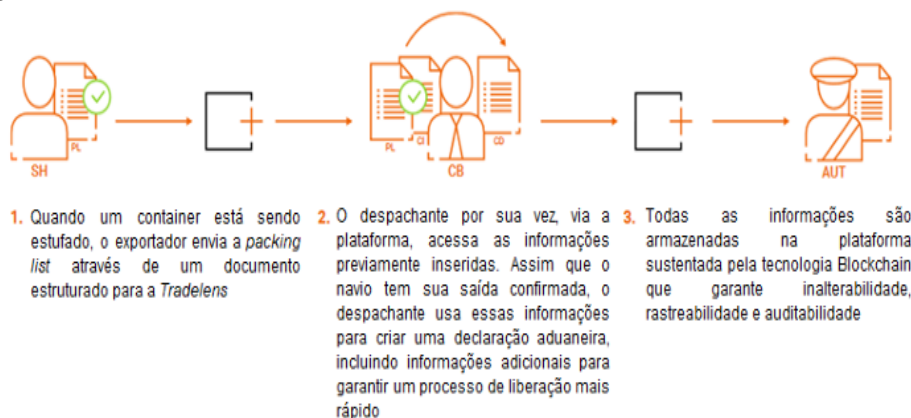 PL
SH
PL
CI
CD
CB
AUT
1. Quando um container está sendo
estufado, o exportador envia a packing
list através de um documento
estruturado para a Tradelens
2. O despachante por sua vez, via a
plataforma, acessa as informações
previamente inseridas. Assim que o
navio tem sua saída confirmada, o
despachante usa essas informações
para criar uma declaração aduaneira,
incluindo informações adicionais para
garantir um processo de liberação mais
rápido
3. Todas as informações são
armazenadas na plataforma
sustentada pela tecnologia Blockchain
que garante inalterabilidade,
rastreabilidade e auditabilidade